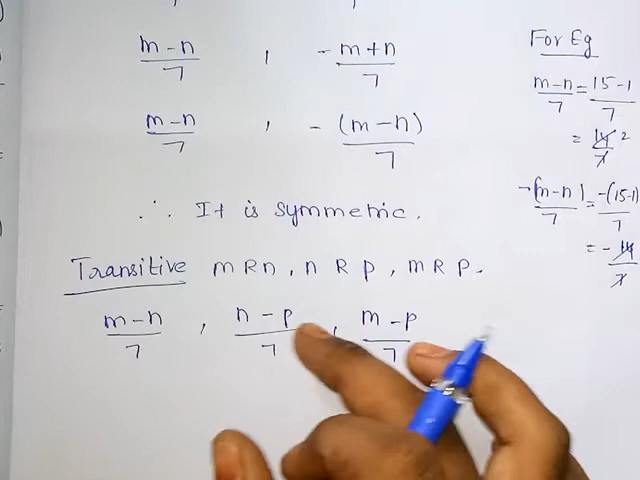 m-n/7 , -m+n/7
m-n/7 , -(m-n)/7
∴ It is symmetric.
Transitive mRn, nRp, mRp.
m-n/7 , n-p/7 , m-p/7
For Eg
m-n/7 = 15-1/7
= 14/7 2
-(m-n)/7 = -(15-1)/7
= -14/7